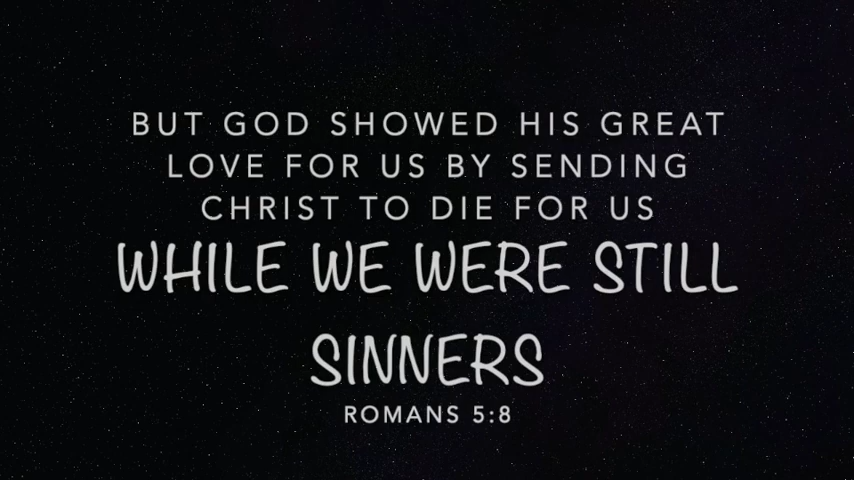 BUT GOD SHOWED HIS GREAT
LOVE FOR US BY SENDING
CHRIST TO DIE FOR US
WHILE WE WERE STILL
SINNERS
ROMANS 5:8